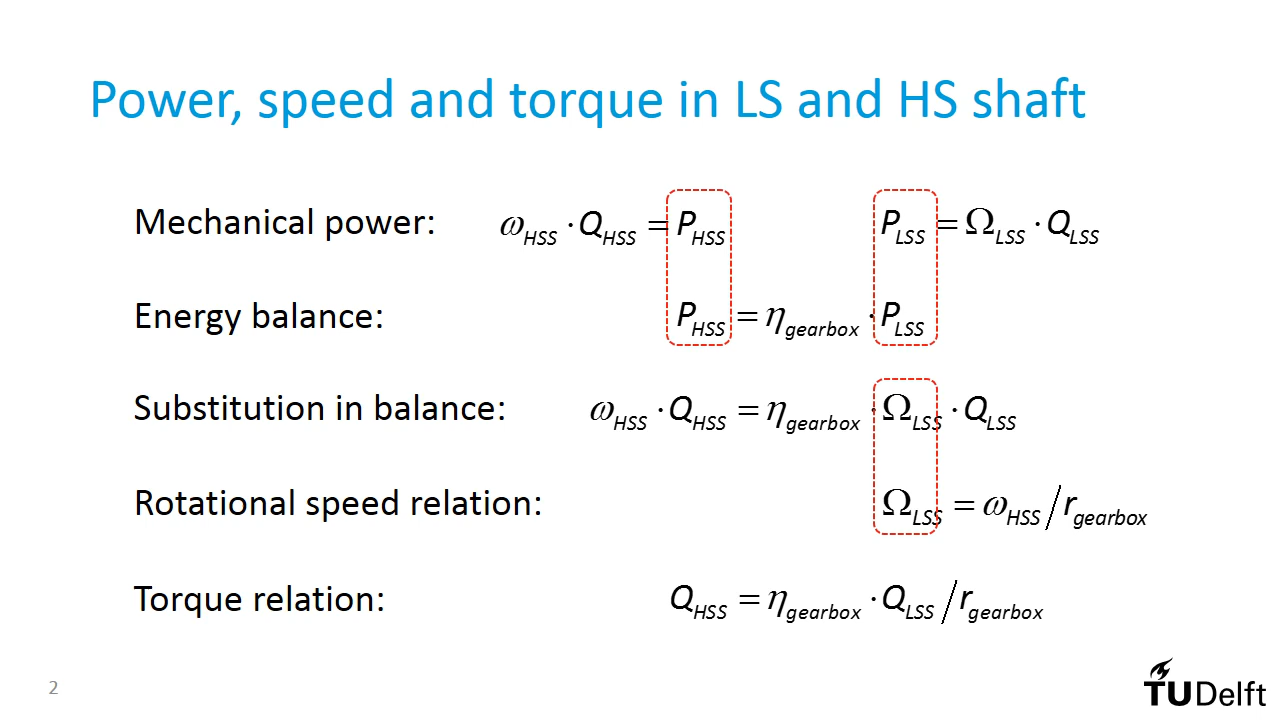 Power, speed and torque in LS and HS shaft
Mechanical power: ω_HSS · Q_HSS = P_HSS P_LSS = Ω_LSS · Q_LSS
Energy balance: P_HSS = η_gearbox · P_LSS
Substitution in balance: ω_HSS · Q_HSS = η_gearbox · Ω_LSS · Q_LSS
Rotational speed relation: Ω_LSS = ω_HSS / r_gearbox
Torque relation: Q_HSS = η_gearbox · Q_LSS / r_gearbox
2
TUDelft